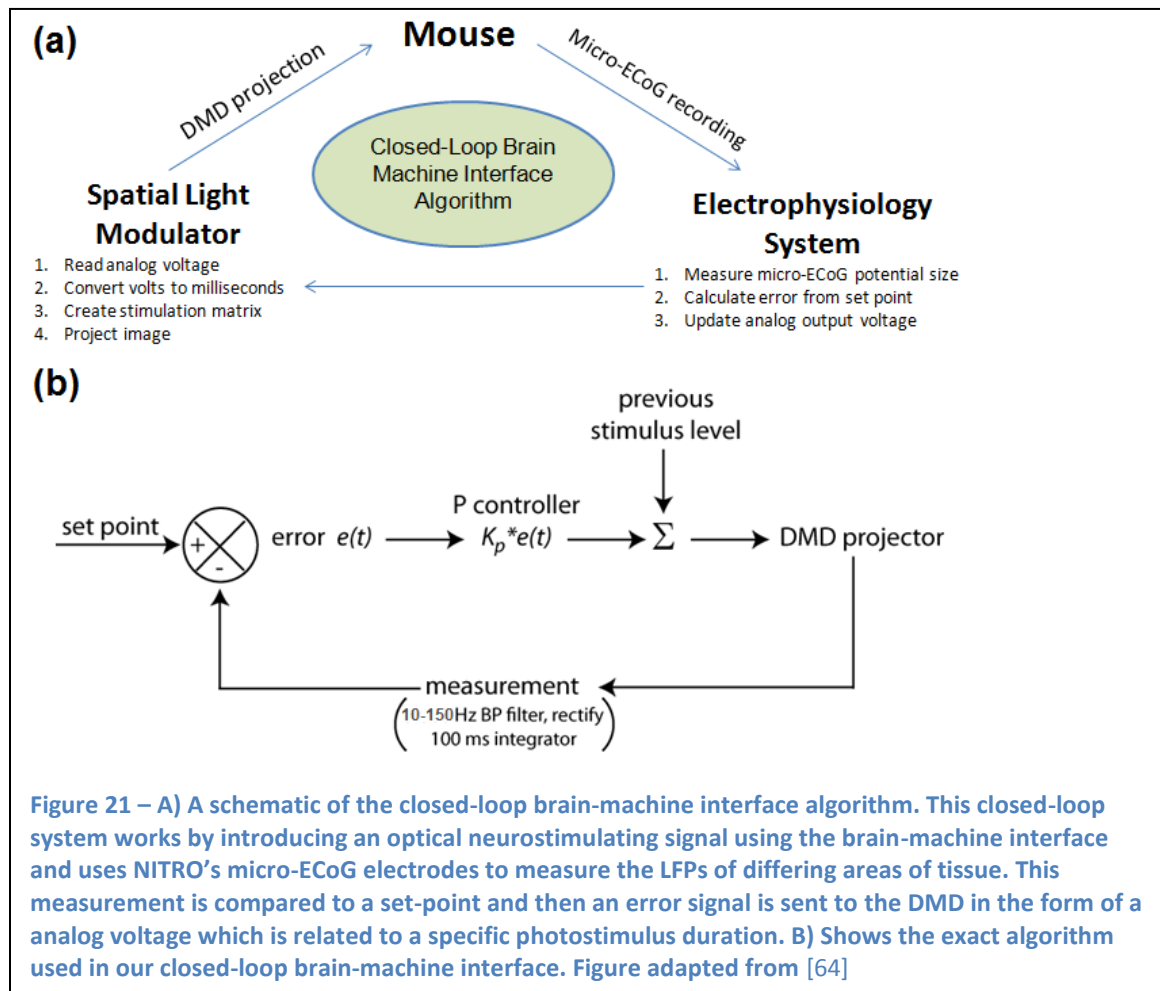 (a)
Mouse
DMD projection
Micro-ECoG recording
Closed-Loop Brain
Machine Interface
Algorithm
Spatial Light
Modulator
1. Read analog voltage
2. Convert volts to milliseconds
3. Create stimulation matrix
4. Project image
Electrophysiology
System
1. Measure micro-ECoG potential size
2. Calculate error from set point
3. Update analog output voltage
(b)
previous
stimulus level
set point
+
-
error e(t)
P controller
Kp*e(t)
Σ
DMD projector
measurement
(10-150Hz BP filter, rectify
100 ms integrator)
Figure 21 – A) A schematic of the closed-loop brain-machine interface algorithm. This closed-loop
system works by introducing an optical neurostimulating signal using the brain-machine interface
and uses NITRO's micro-ECoG electrodes to measure the LFPs of differing areas of tissue. This
measurement is compared to a set-point and then an error signal is sent to the DMD in the form of a
analog voltage which is related to a specific photostimulus duration. B) Shows the exact algorithm
used in our closed-loop brain-machine interface. Figure adapted from [64]